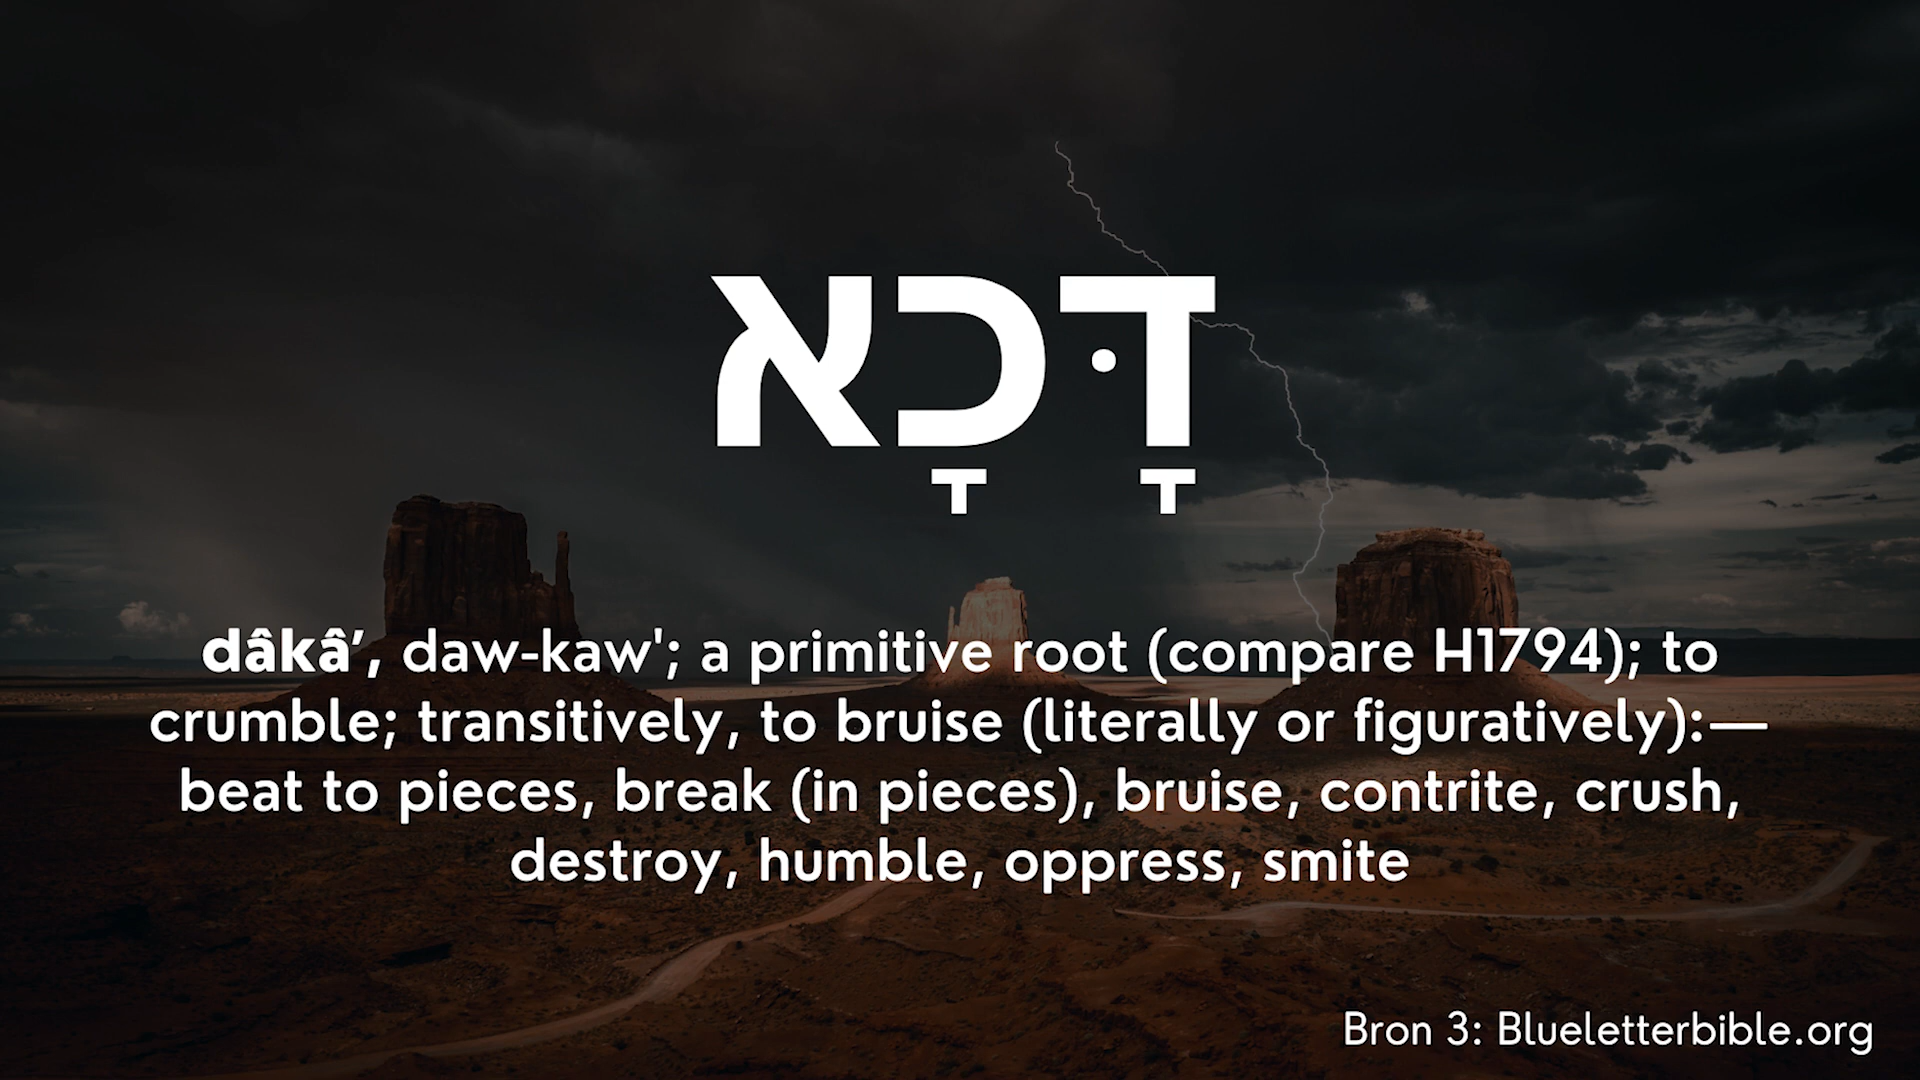 דָּכָא
dâkâʼ, daw-kaw'; a primitive root (compare H1794); to
crumble; transitively, to bruise (literally or figuratively):—
beat to pieces, break (in pieces), bruise, contrite, crush,
destroy, humble, oppress, smite
Bron 3: Blueletterbible.org